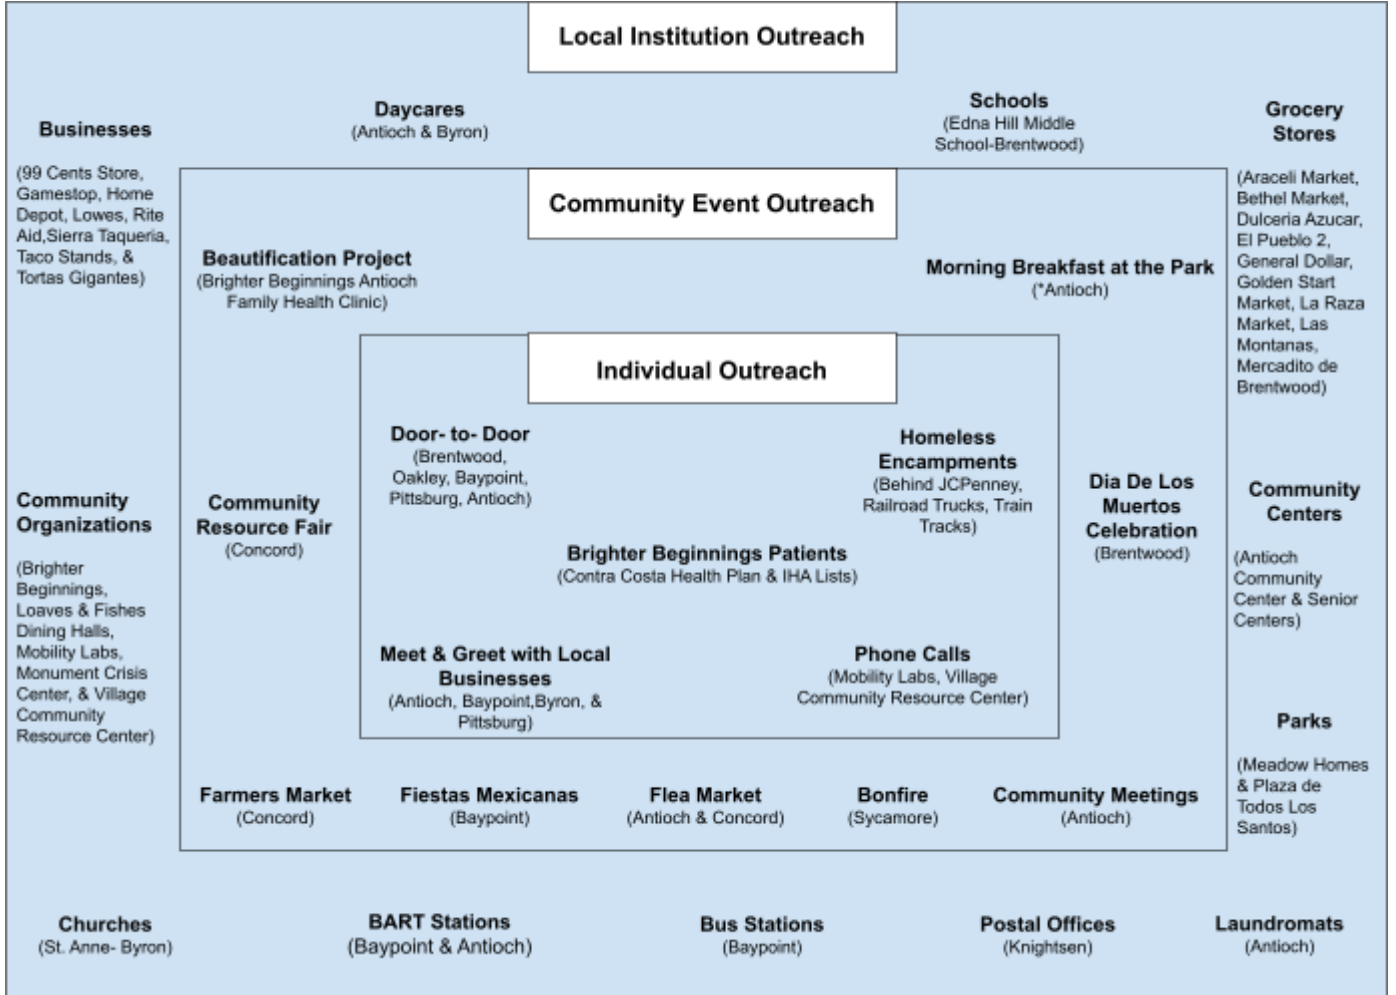 Local Institution Outreach
Businesses
(99 Cents Store,
Gamestop, Home
Depot, Lowes, Rite
Aid,Sierra Taqueria,
Taco Stands, &
Tortas Gigantes)
Daycares
(Antioch & Byron)
Schools
(Edna Hill Middle
School-Brentwood)
Grocery
Stores
(Araceli Market,
Bethel Market,
Dulceria Azucar,
El Pueblo 2,
General Dollar,
Golden Start
Market, La Raza
Market, Las
Montanas,
Mercadito de
Brentwood)
Community Event Outreach
Beautification Project
(Brighter Beginnings Antioch
Family Health Clinic)
Morning Breakfast at the Park
(*Antioch)
Individual Outreach
Door- to- Door
(Brentwood,
Oakley, Baypoint,
Pittsburg, Antioch)
Homeless
Encampments
(Behind JCPenney,
Railroad Trucks, Train
Tracks)
Brighter Beginnings Patients
(Contra Costa Health Plan & IHA Lists)
Meet & Greet with Local
Businesses
(Antioch, Baypoint,Byron, &
Pittsburg)
Phone Calls
(Mobility Labs, Village
Community Resource Center)
Community
Organizations
(Brighter
Beginnings,
Loaves & Fishes
Dining Halls,
Mobility Labs,
Monument Crisis
Center, & Village
Community
Resource Center)
Community
Resource Fair
(Concord)
Dia De Los
Muertos
Celebration
(Brentwood)
Community
Centers
(Antioch
Community
Center & Senior
Centers)
Parks
(Meadow Homes
& Plaza de
Todos Los
Santos)
Farmers Market
(Concord)
Fiestas Mexicanas
(Baypoint)
Flea Market
(Antioch & Concord)
Bonfire
(Sycamore)
Community Meetings
(Antioch)
Churches
(St. Anne- Byron)
BART Stations
(Baypoint & Antioch)
Bus Stations
(Baypoint)
Postal Offices
(Knightsen)
Laundromats
(Antioch)